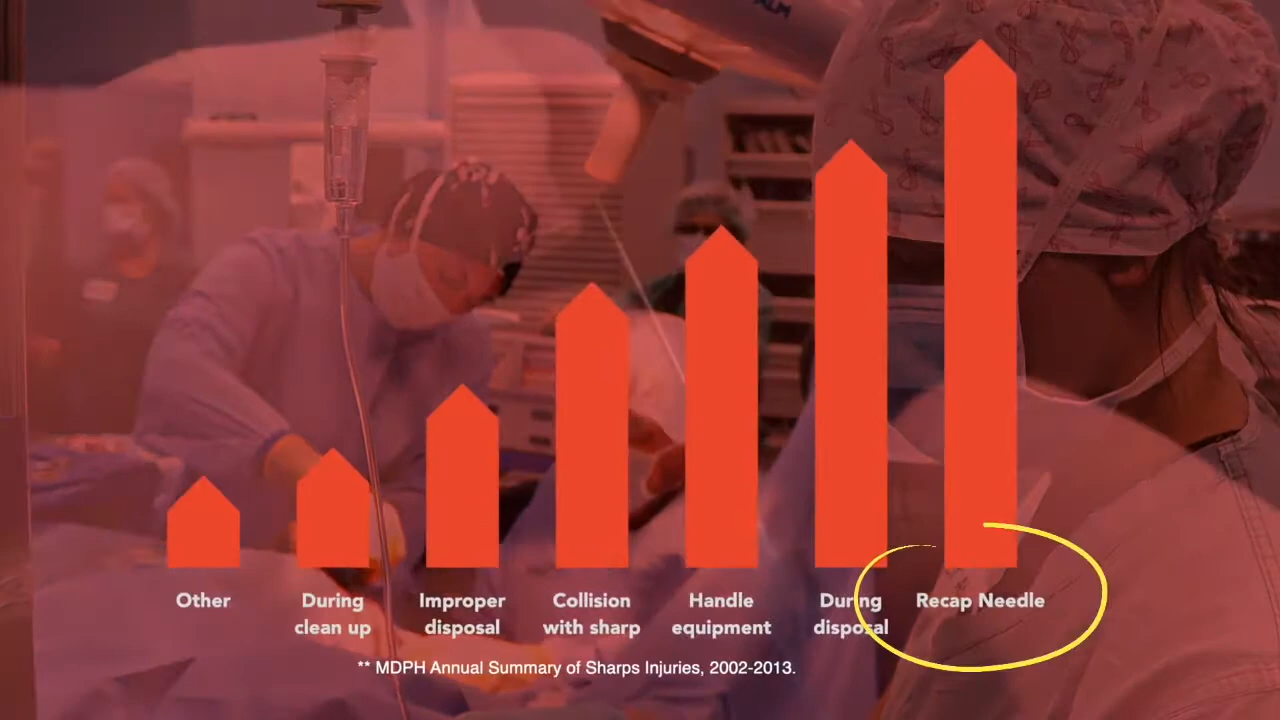 ALM
Other
During
clean up
Improper
disposal
Collision
with sharp
Handle
equipment
During
disposal
Recap Needle
** MDPH Annual Summary of Sharps Injuries, 2002-2013.